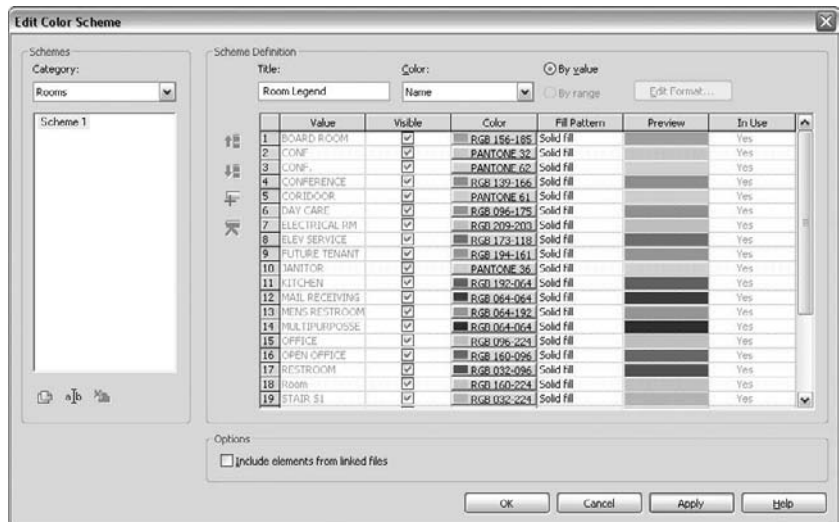 Edit Color Scheme
Schemes
Category:
Rooms
Scheme 1
Scheme Definition
Title:
Room Legend
Color:
Name
By value
By range
Edit Format...
Value Visible Color Fill Pattern Preview In Use
1 BOARD ROOM RGB 156-185 Solid fill Yes
2 CONF PANTONE 32 Solid fill Yes
3 CONF. PANTONE 62 Solid fill Yes
4 CONFERENCE RGB 139-166 Solid fill Yes
5 CORIDOOR PANTONE 61 Solid fill Yes
6 DAY CARE RGB 096-175 Solid fill Yes
7 ELECTRICAL RM RGB 209-203 Solid fill Yes
8 ELEV SERVICE RGB 173-118 Solid fill Yes
9 FUTURE TENANT RGB 194-161 Solid fill Yes
10 JANITOR PANTONE 36 Solid fill Yes
11 KITCHEN RGB 192-064 Solid fill Yes
12 MAIL RECEIVING RGB 064-064 Solid fill Yes
13 MENS RESTROOM RGB 064-192 Solid fill Yes
14 MULTIPURPOSSE RGB 064-064 Solid fill Yes
15 OFFICE RGB 096-224 Solid fill Yes
16 OPEN OFFICE RGB 160-096 Solid fill Yes
17 RESTROOM RGB 032-096 Solid fill Yes
18 Room RGB 160-224 Solid fill Yes
19 STAIR S1 RGB 032-224 Solid fill Yes
Options
Include elements from linked files
OK Cancel Apply Help